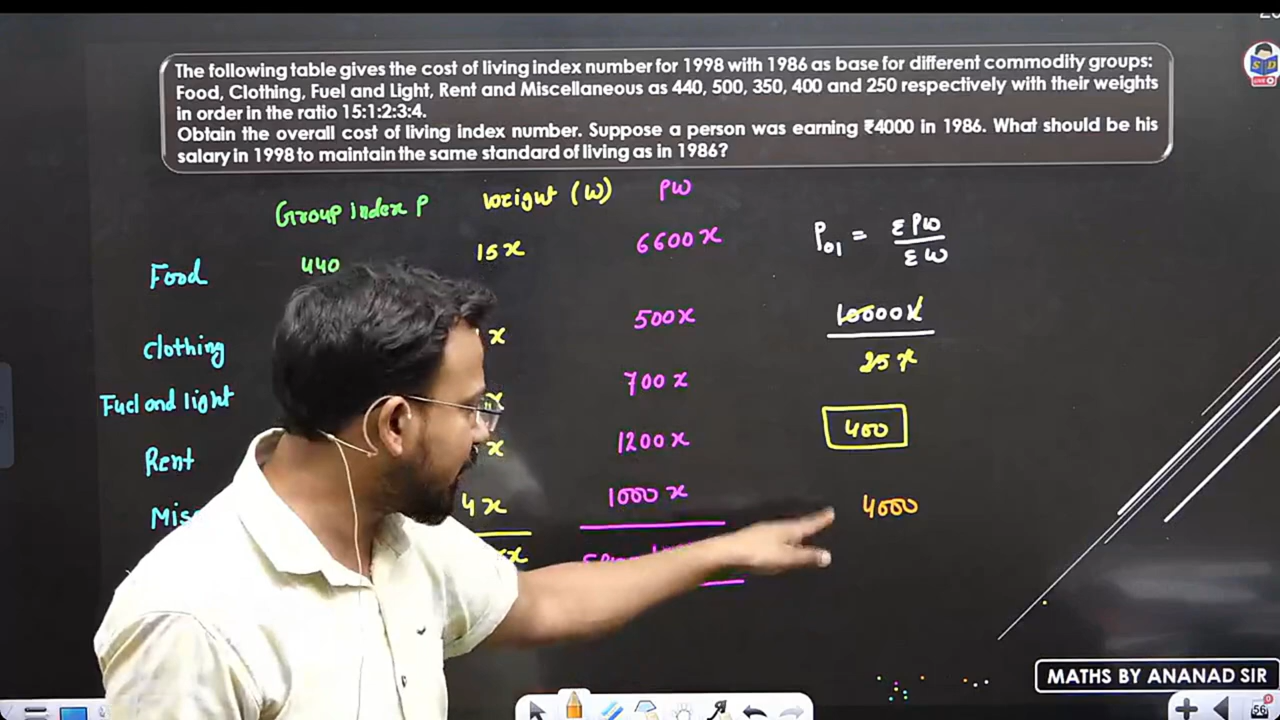 The following table gives the cost of living index number for 1998 with 1986 as base for different commodity groups:
Food, Clothing, Fuel and Light, Rent and Miscellaneous as 440, 500, 350, 400 and 250 respectively with their weights
in order in the ratio 15:1:2:3:4.
Obtain the overall cost of living index number. Suppose a person was earning ₹4000 in 1986. What should be his
salary in 1998 to maintain the same standard of living as in 1986?
Group index P weight (W) PW
Food 440 15x 6600x
P01 = ΣPW
ΣW
Clothing x 500x
10000x
25x
Fuel and light x 700x
400
Rent x 1200x
Misc 4x 1000x
4000
MATHS BY ANANAD SIR
56